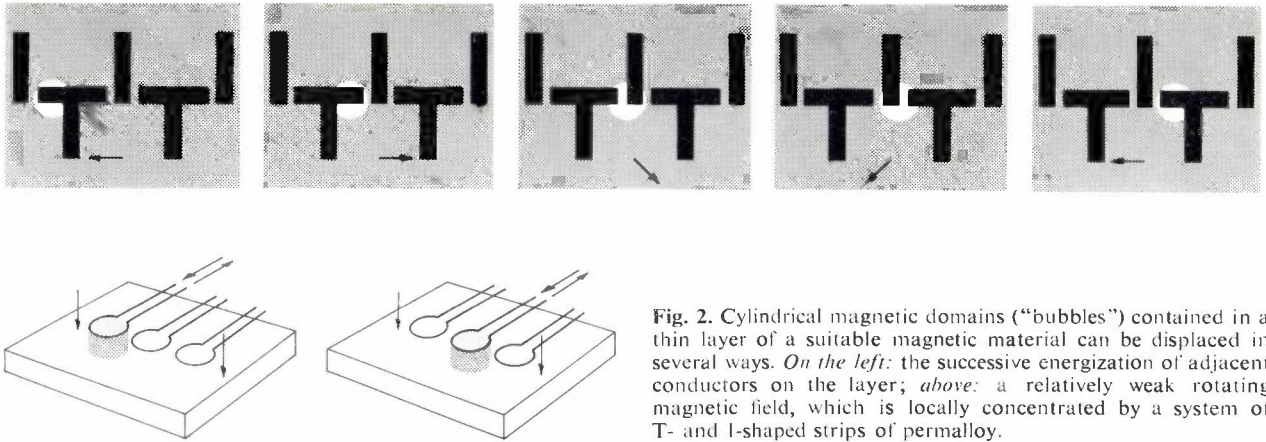 Fig. 2. Cylindrical magnetic domains ("bubbles") contained in a
thin layer of a suitable magnetic material can be displaced in
several ways. On the left: the successive energization of adjacent
conductors on the layer; above: a relatively weak rotating
magnetic field, which is locally concentrated by a system of
T- and I-shaped strips of permalloy.